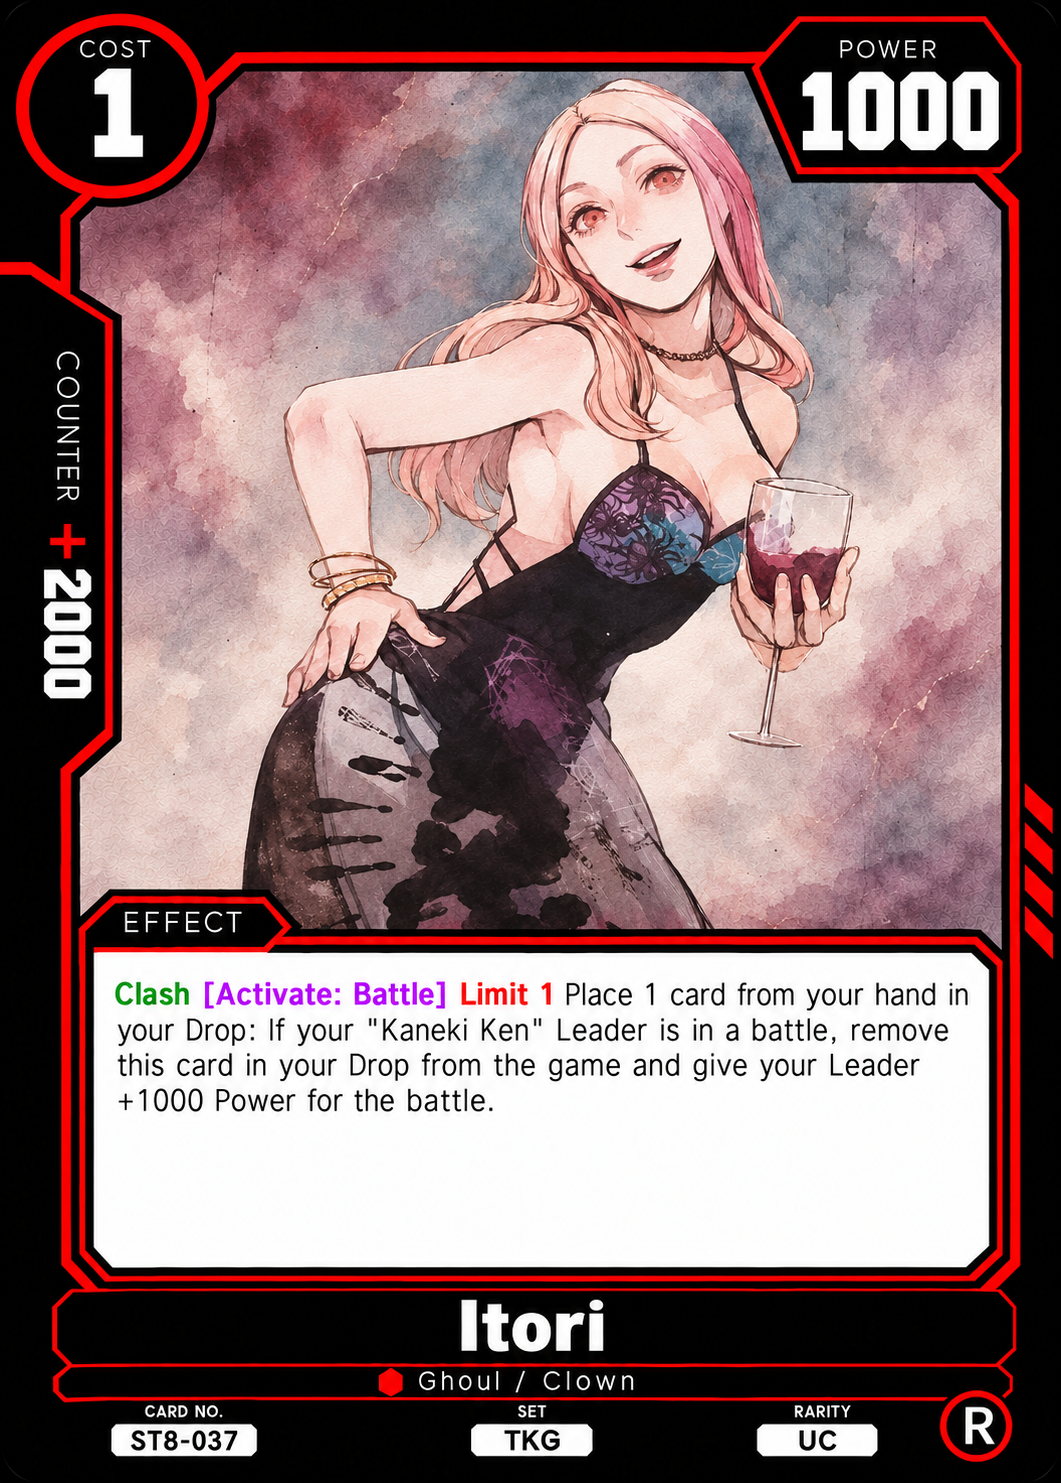 COST
1
POWER
1000
COUNTER +2000
EFFECT
Clash [Activate: Battle] Limit 1 Place 1 card from your hand in
your Drop: If your "Kaneki Ken" Leader is in a battle, remove
this card in your Drop from the game and give your Leader
+1000 Power for the battle.
Itori
Ghoul / Clown
CARD NO.
ST8-037
SET
TKG
RARITY
UC
R